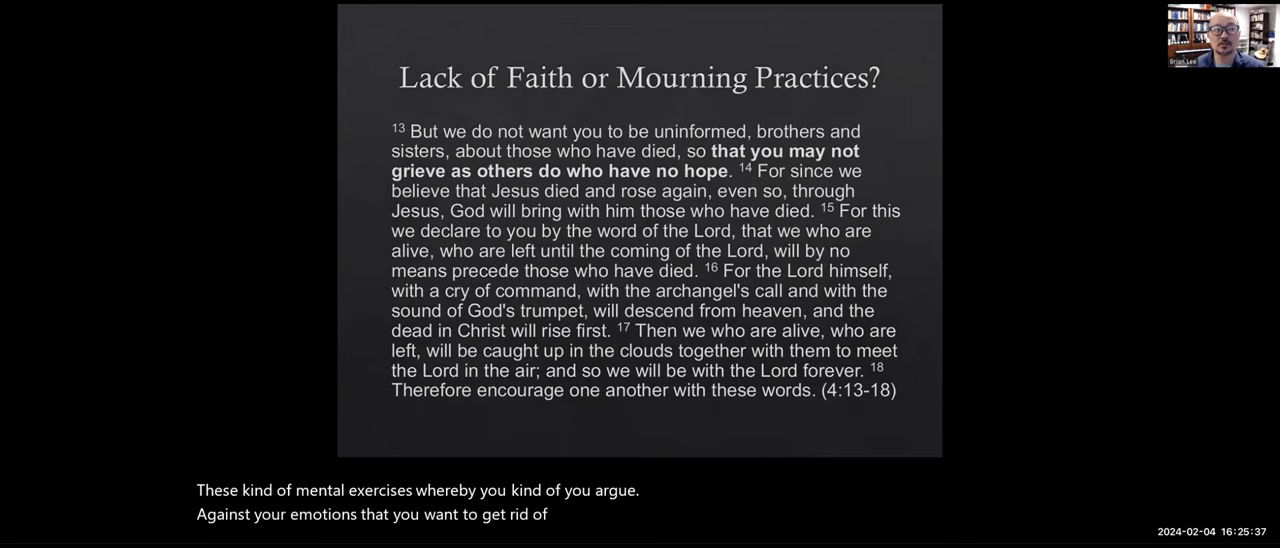 Lack of Faith or Mourning Practices?
13 But we do not want you to be uninformed, brothers and
sisters, about those who have died, so that you may not
grieve as others do who have no hope. 14 For since we
believe that Jesus died and rose again, even so, through
Jesus, God will bring with him those who have died. 15 For this
we declare to you by the word of the Lord, that we who are
alive, who are left until the coming of the Lord, will by no
means precede those who have died. 16 For the Lord himself,
with a cry of command, with the archangel's call and with the
sound of God's trumpet, will descend from heaven, and the
dead in Christ will rise first. 17 Then we who are alive, who are
left, will be caught up in the clouds together with them to meet
the Lord in the air; and so we will be with the Lord forever. 18
Therefore encourage one another with these words. (4:13-18)
Brian Lee
These kind of mental exercises whereby you kind of you argue.
Against your emotions that you want to get rid of
2024-02-04 16:25:37